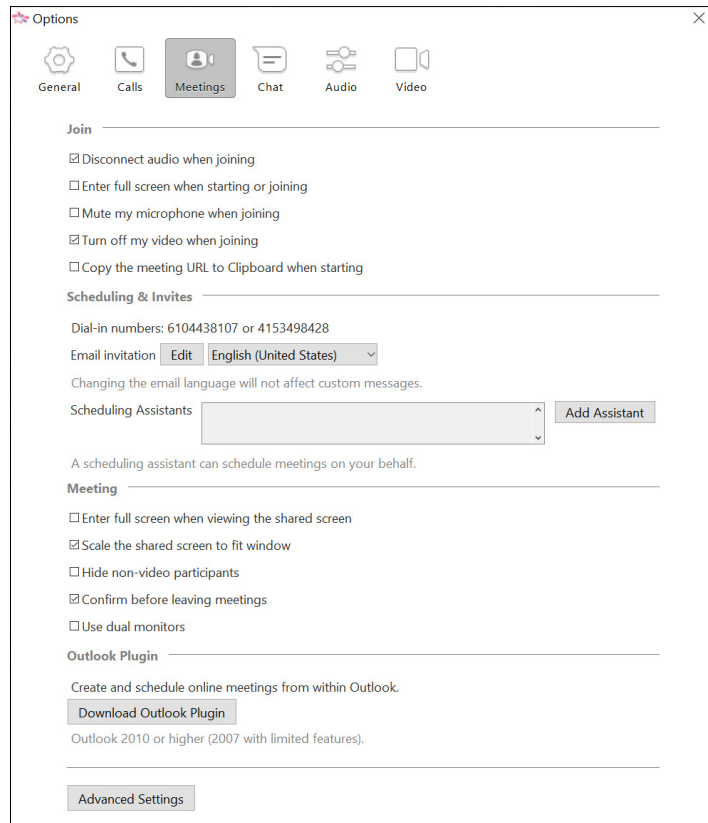 Options
General Calls Meetings Chat Audio Video
Join
Disconnect audio when joining
Enter full screen when starting or joining
Mute my microphone when joining
Turn off my video when joining
Copy the meeting URL to Clipboard when starting
Scheduling & Invites
Dial-in numbers: 6104438107 or 4153498428
Email invitation Edit English (United States)
Changing the email language will not affect custom messages.
Scheduling Assistants Add Assistant
A scheduling assistant can schedule meetings on your behalf.
Meeting
Enter full screen when viewing the shared screen
Scale the shared screen to fit window
Hide non-video participants
Confirm before leaving meetings
Use dual monitors
Outlook Plugin
Create and schedule online meetings from within Outlook.
Download Outlook Plugin
Outlook 2010 or higher (2007 with limited features).
Advanced Settings